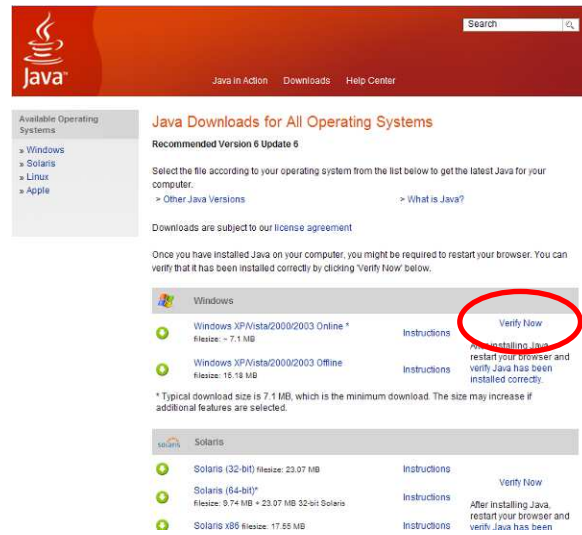 Search
Java™
Java in Action Downloads Help Center
Available Operating
Systems
» Windows
» Solaris
» Linux
» Apple
Java Downloads for All Operating Systems
Recommended Version 6 Update 6
Select the file according to your operating system from the list below to get the latest Java for your
computer.
> Other Java Versions > What is Java?
Downloads are subject to our license agreement
Once you have installed Java on your computer, you might be required to restart your browser. You can
verify that it has been installed correctly by clicking 'Verify Now' below.
Windows
Windows XP/Vista/2000/2003 Online *
filesize: ~ 7.1 MB
Instructions
Windows XP/Vista/2000/2003 Offline
filesize: 15.18 MB
Instructions
Verify Now
After installing Java,
restart your browser and
verify Java has been
installed correctly.
* Typical download size is 7.1 MB, which is the minimum download. The size may increase if
additional features are selected.
Solaris
Solaris (32-bit) filesize: 23.07 MB
Instructions
Solaris (64-bit)*
filesize: 9.74 MB + 23.07 MB 32-bit Solaris
Instructions
Solaris x86 filesize: 17.55 MB
Instructions
Verify Now
After installing Java,
restart your browser and
verify Java has been